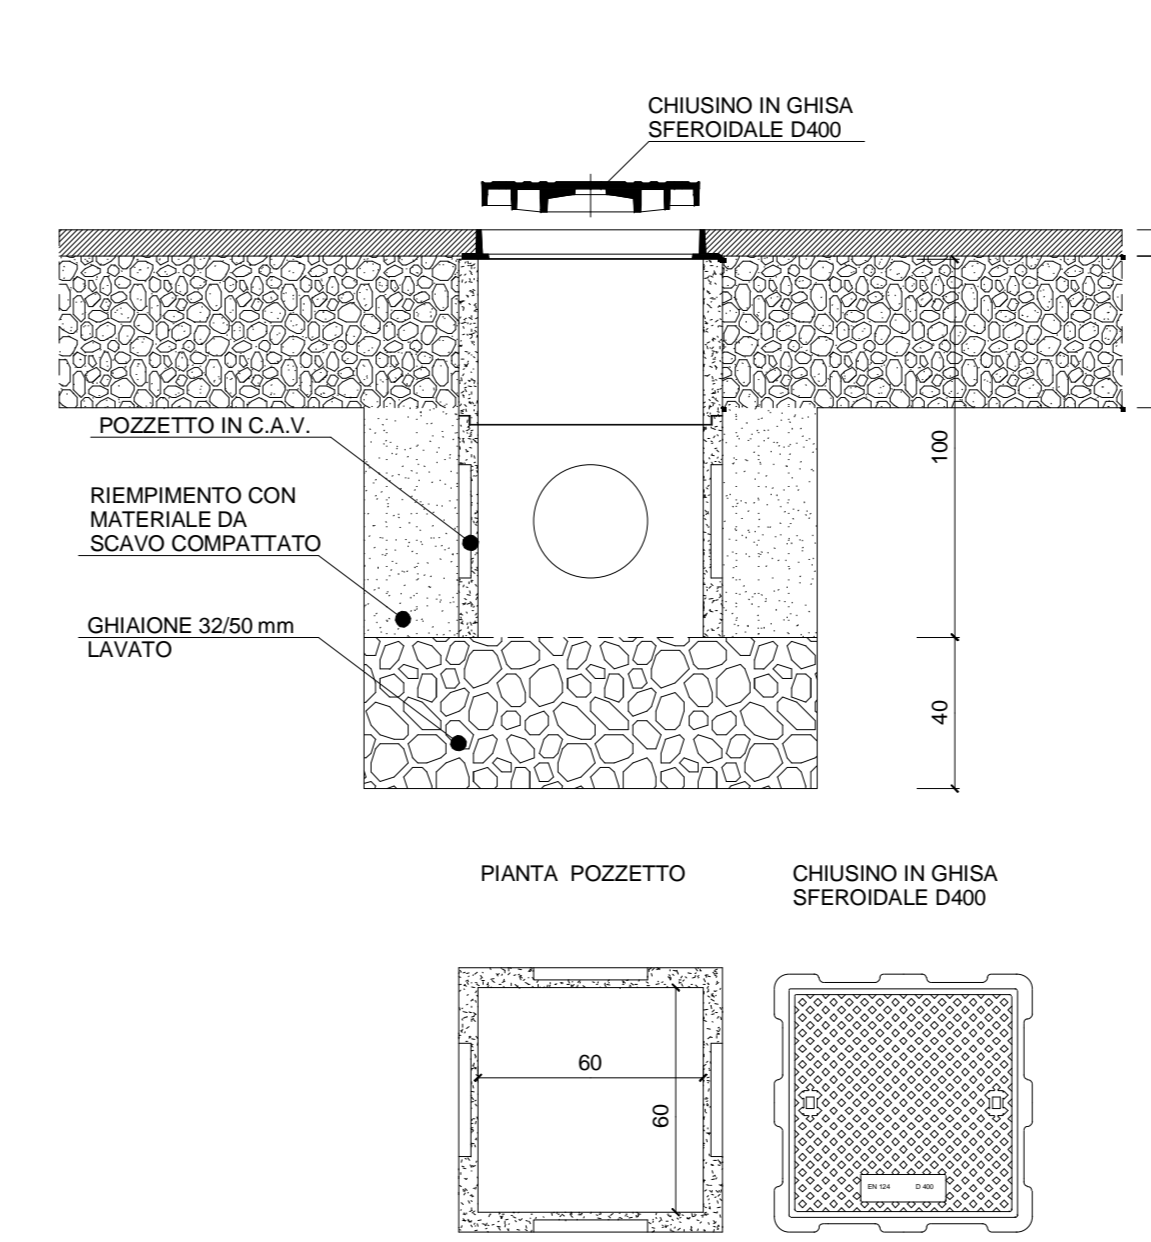 CHIUSINO IN GHISA
SFEROIDALE D400
POZZETTO IN C.A.V.
RIEMPIMENTO CON
MATERIALE DA
SCAVO COMPATTATO
GHIAIONE 32/50 mm
LAVATO
100
40
PIANTA POZZETTO
CHIUSINO IN GHISA
SFEROIDALE D400
60
60
EN 124 D 400